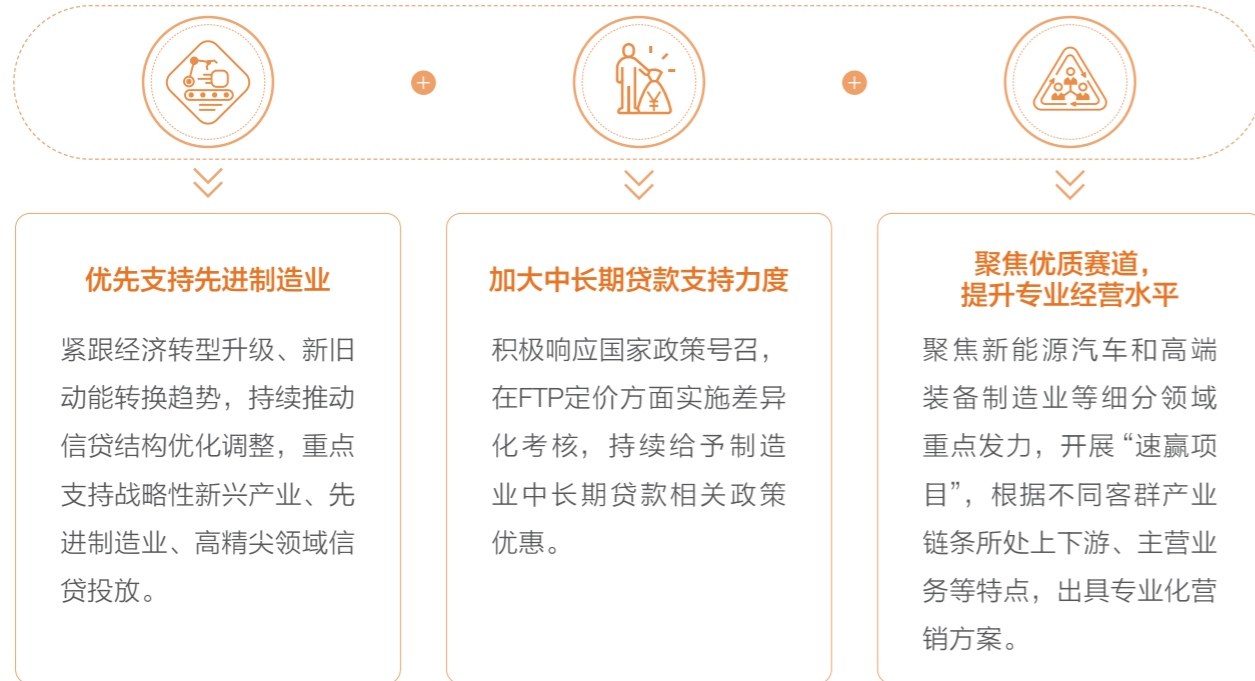 优先支持先进制造业
紧跟经济转型升级、新旧
动能转换趋势，持续推动
信贷结构优化调整，重点
支持战略性新兴产业、先
进制造业、高精尖领域信
贷投放。
加大中长期贷款支持力度
积极响应国家政策号召，
在FTP定价方面实施差异
化考核，持续给予制造
业中长期贷款相关政策
优惠。
聚焦优质赛道，
提升专业经营水平
聚焦新能源汽车和高端
装备制造业等细分领域
重点发力，开展“速赢项
目”，根据不同客群产业
链条所处上下游、主营业
务等特点，出具专业化营
销方案。